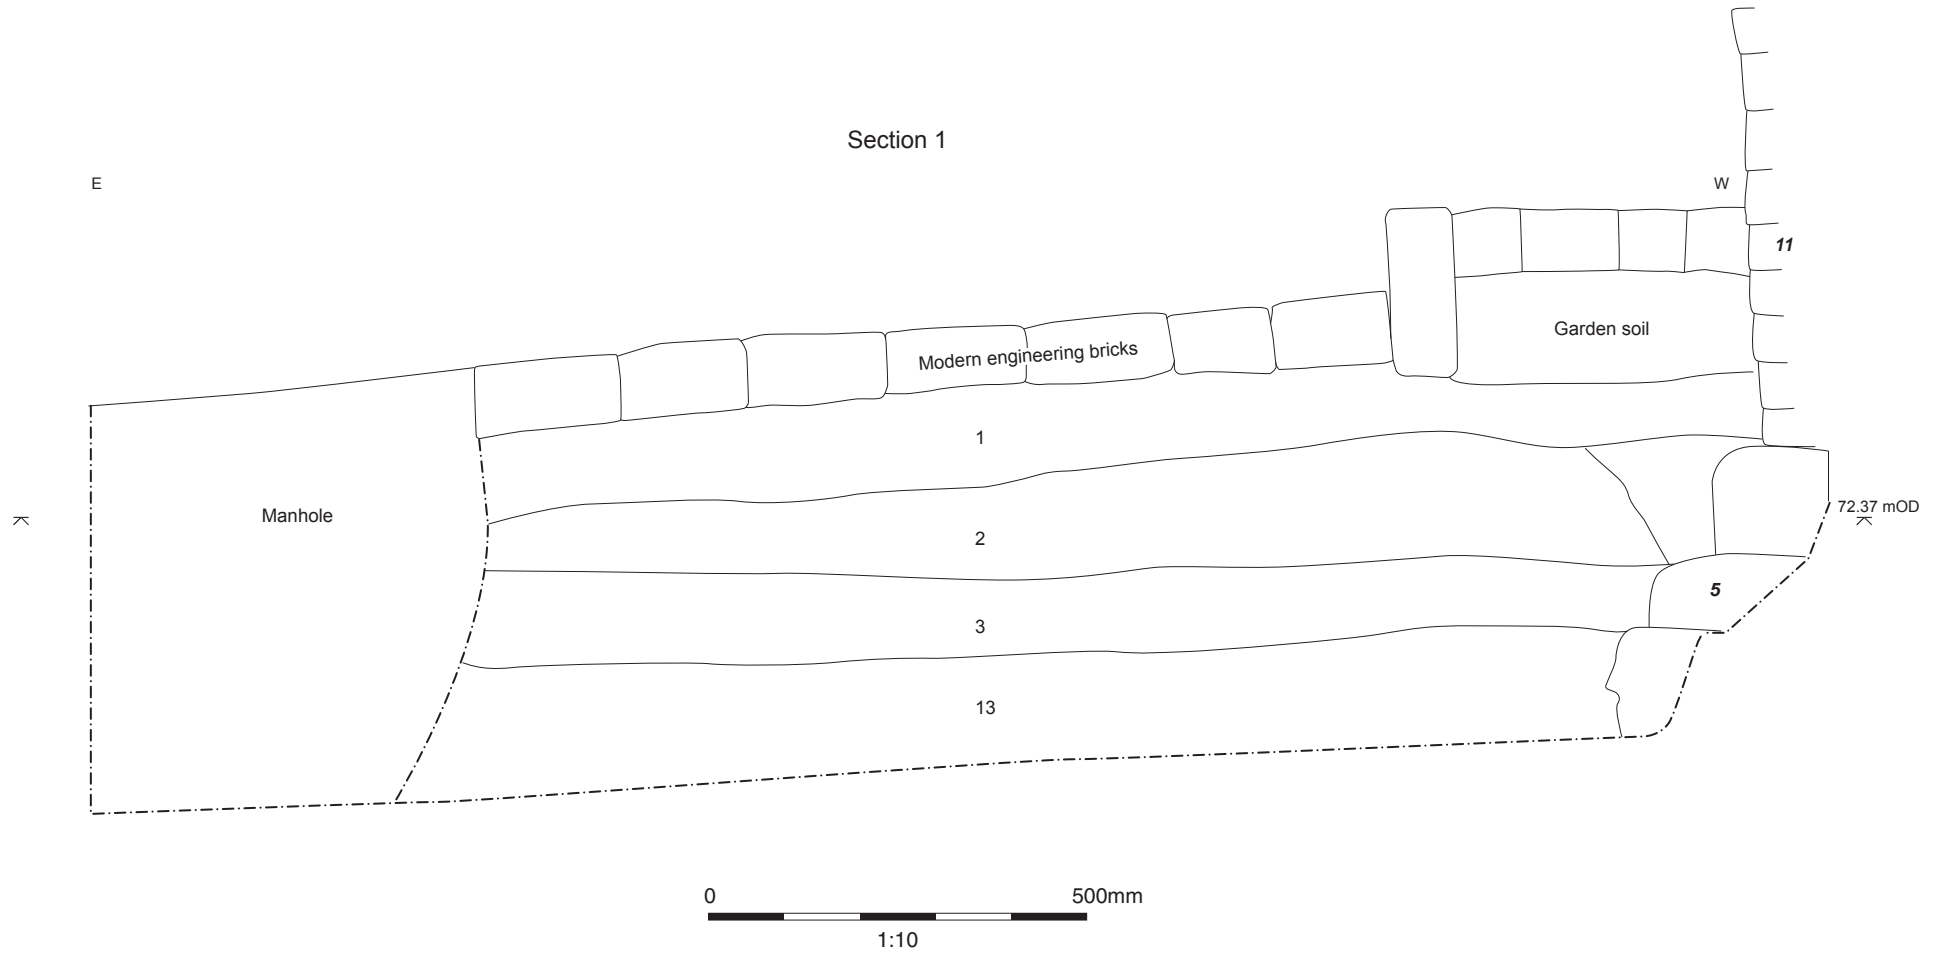 Section 1
E
W
11
Garden soil
Modern engineering bricks
1
Manhole
72.37 mOD
2
5
3
13
0 500mm
1:10